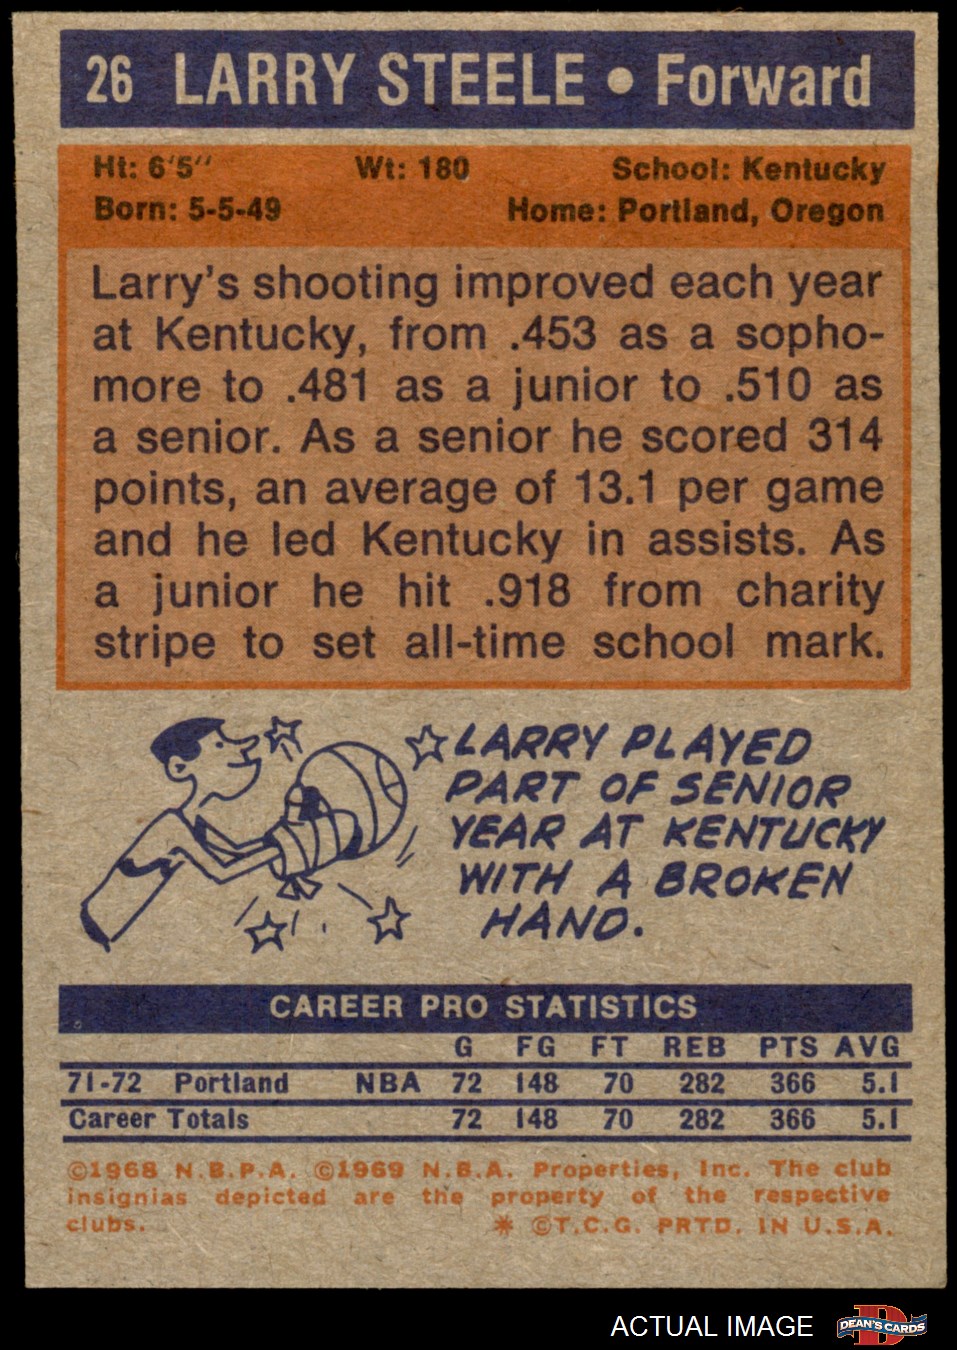 26 LARRY STEELE • Forward
Ht: 6'5" Wt: 180 School: Kentucky
Born: 5-5-49 Home: Portland, Oregon
Larry's shooting improved each year
at Kentucky, from .453 as a sopho-
more to .481 as a junior to .510 as
a senior. As a senior he scored 314
points, an average of 13.1 per game
and he led Kentucky in assists. As
a junior he hit .918 from charity
stripe to set all-time school mark.
LARRY PLAYED
PART OF SENIOR
YEAR AT KENTUCKY
WITH A BROKEN
HAND.
CAREER PRO STATISTICS
G FG FT REB PTS AVG
71-72 Portland NBA 72 148 70 282 366 5.1
Career Totals 72 148 70 282 366 5.1
©1968 N.B.P.A. ©1969 N.B.A. Properties, Inc. The club
insignias depicted are the property of the respective
clubs. * ©T.C.G. PRTD. IN U.S.A.
ACTUAL IMAGE
D
DEAN'S CARDS